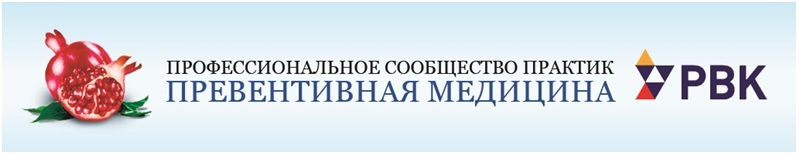 ПРОФЕССИОНАЛЬНОЕ СООБЩЕСТВО ПРАКТИК
ПРЕВЕНТИВНАЯ МЕДИЦИНА
РВК